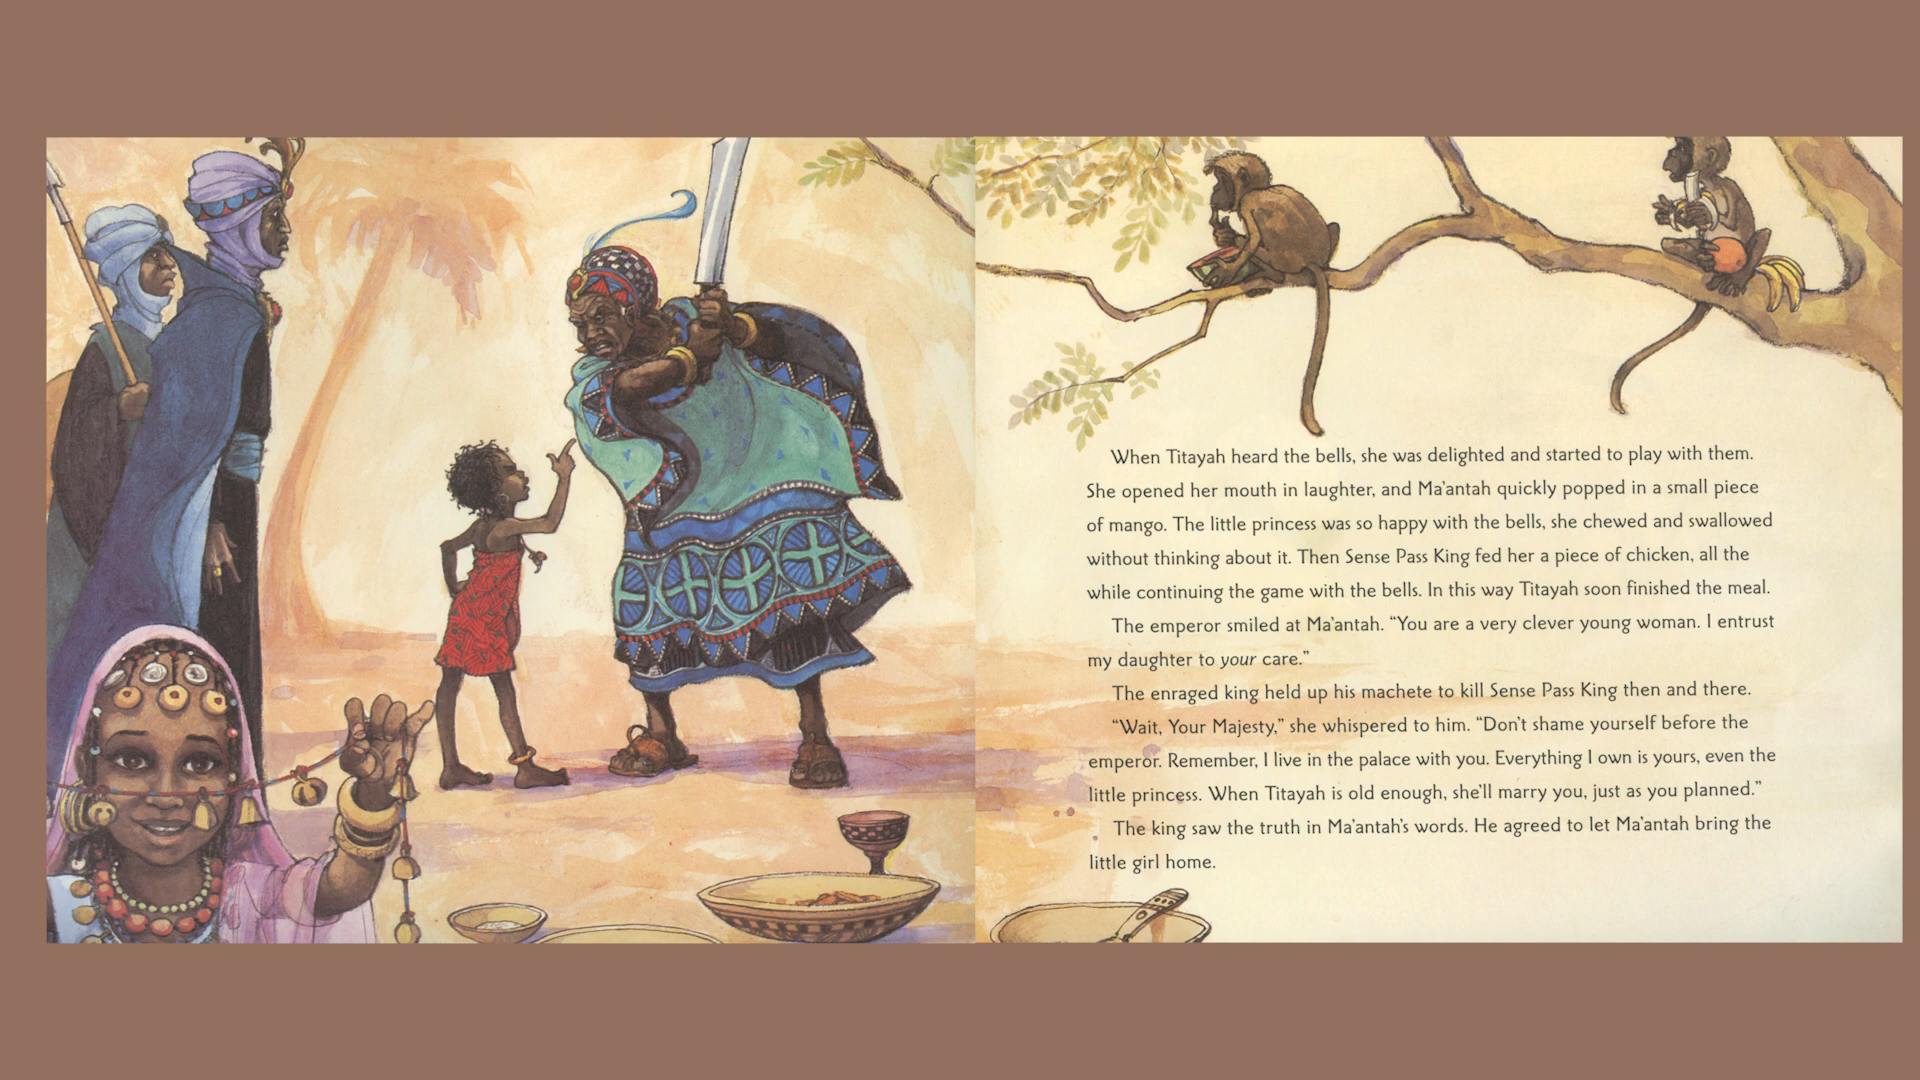 When Titayah heard the bells, she was delighted and started to play with them.
She opened her mouth in laughter, and Ma'antah quickly popped in a small piece
of mango. The little princess was so happy with the bells, she chewed and swallowed
without thinking about it. Then Sense Pass King fed her a piece of chicken, all the
while continuing the game with the bells. In this way Titayah soon finished the meal.
The emperor smiled at Ma'antah. “You are a very clever young woman. I entrust
my daughter to your care.”
The enraged king held up his machete to kill Sense Pass King then and there.
“Wait, Your Majesty,” she whispered to him. “Don't shame yourself before the
emperor. Remember, I live in the palace with you. Everything I own is yours, even the
little princess. When Titayah is old enough, she'll marry you, just as you planned.”
The king saw the truth in Ma'antah's words. He agreed to let Ma'antah bring the
little girl home.